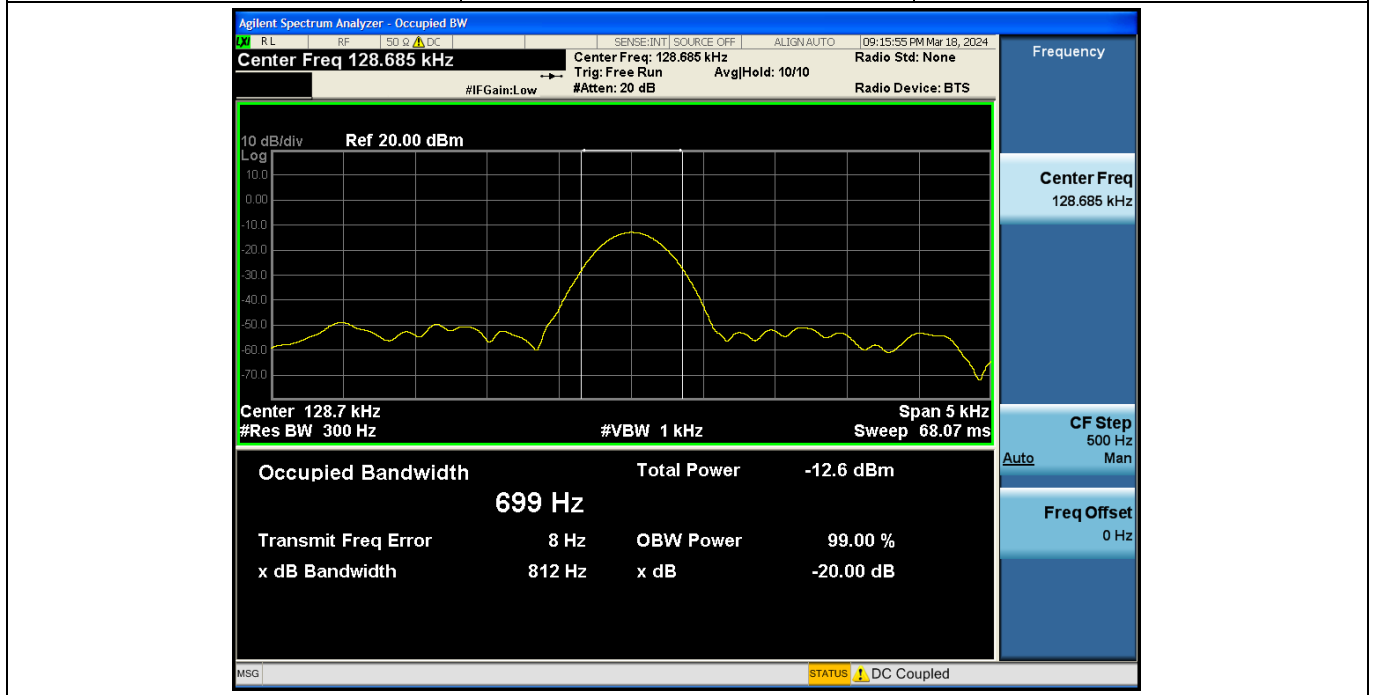 Agilent Spectrum Analyzer - Occupied BW
LXI RL RF 50 Ω ⚠ DC SENSE:INT SOURCE OFF ALIGNAUTO 09:15:55 PM Mar 18, 2024
Center Freq 128.685 kHz
Center Freq: 128.685 kHz Radio Std: None
Trig: Free Run Avg|Hold: 10/10
#IFGain:Low #Atten: 20 dB Radio Device: BTS
10 dB/div Ref 20.00 dBm
Log
10.0
0.00
-10.0
-20.0
-30.0
-40.0
-50.0
-60.0
-70.0
Center 128.7 kHz Span 5 kHz
#Res BW 300 Hz #VBW 1 kHz Sweep 68.07 ms
Occupied Bandwidth Total Power -12.6 dBm
699 Hz
Transmit Freq Error 8 Hz OBW Power 99.00 %
x dB Bandwidth 812 Hz x dB -20.00 dB
Frequency
Center Freq
128.685 kHz
CF Step
500 Hz
Auto Man
Freq Offset
0 Hz
MSG STATUS ! DC Coupled